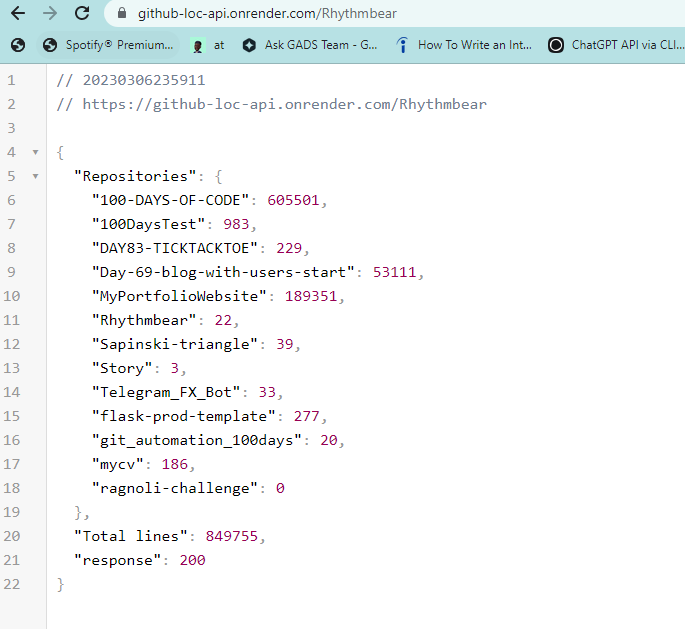 github-loc-api.onrender.com/Rhythmbear
Spotify® Premium... at Ask GADS Team - G... How To Write an Int... ChatGPT API via CLI...
1 // 20230306235911
2 // https://github-loc-api.onrender.com/Rhythmbear
3
4 {
5 "Repositories": {
6 "100-DAYS-OF-CODE": 605501,
7 "100DaysTest": 983,
8 "DAY83-TICKTACKTOE": 229,
9 "Day-69-blog-with-users-start": 53111,
10 "MyPortfolioWebsite": 189351,
11 "Rhythmbear": 22,
12 "Sapinski-triangle": 39,
13 "Story": 3,
14 "Telegram_FX_Bot": 33,
15 "flask-prod-template": 277,
16 "git_automation_100days": 20,
17 "mycv": 186,
18 "ragnoli-challenge": 0
19 },
20 "Total lines": 849755,
21 "response": 200
22 }